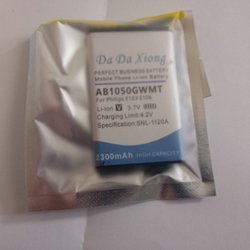 Da Da Xiong
PERFECT BUSINESS BATTERY
Mobile Phone Li-ion Battery
AB1050GWMT
For Philips E103 E106
Li-ion V 3.7V
Charging Limit: 4.2V
Specification: SNL-1120A
2300mAh HIGH CAPACITY